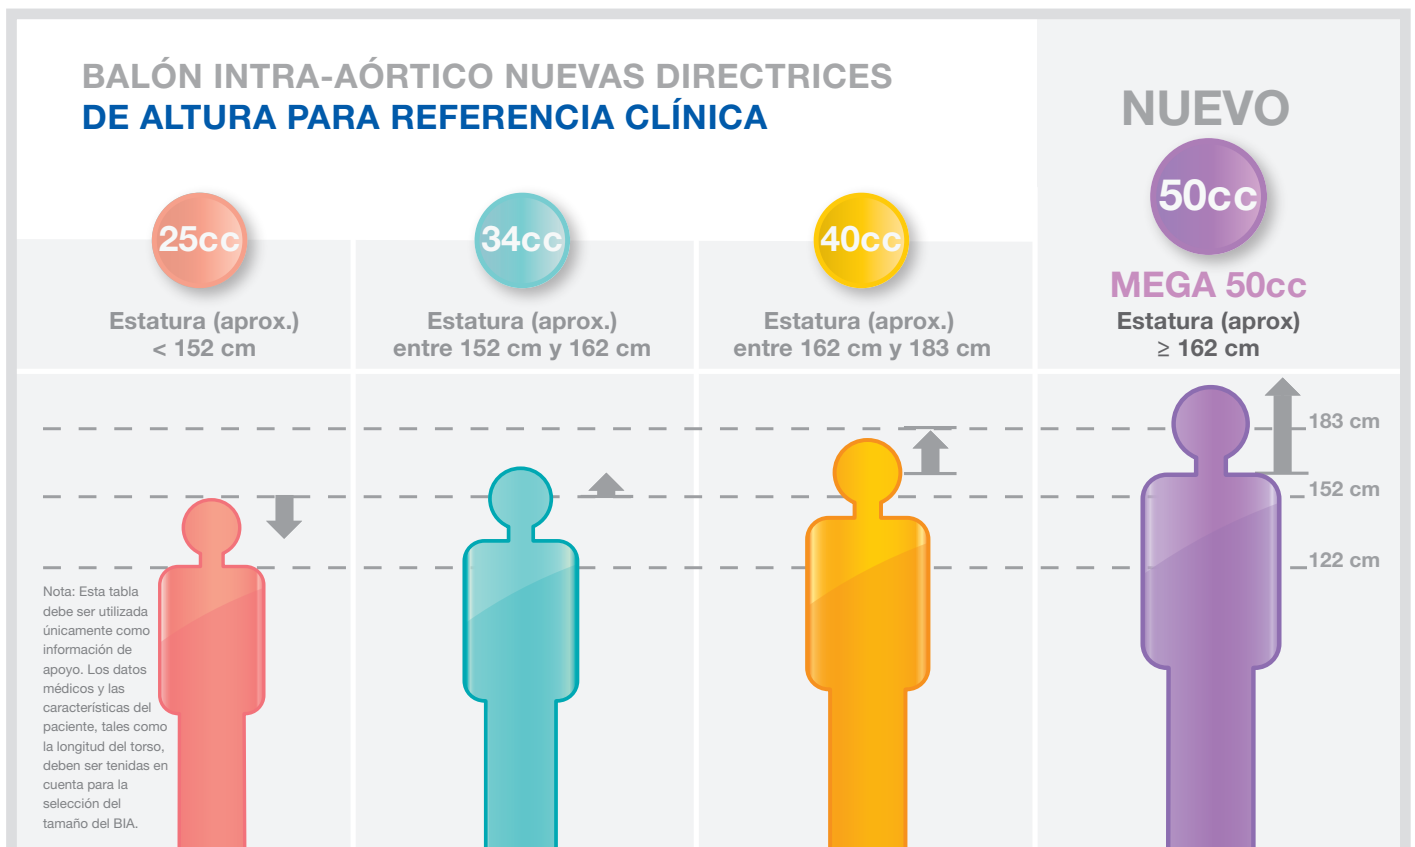 BALÓN INTRA-AÓRTICO NUEVAS DIRECTRICES
DE ALTURA PARA REFERENCIA CLÍNICA
25cc
Estatura (aprox.)
< 152 cm
34cc
Estatura (aprox.)
entre 152 cm y 162 cm
40cc
Estatura (aprox.)
entre 162 cm y 183 cm
NUEVO
50cc
MEGA 50cc
Estatura (aprox)
≥ 162 cm
183 cm
152 cm
122 cm
Nota: Esta tabla
debe ser utilizada
únicamente como
información de
apoyo. Los datos
médicos y las
características del
paciente, tales como
la longitud del torso,
deben ser tenidas en
cuenta para la
selección del
tamaño del BIA.